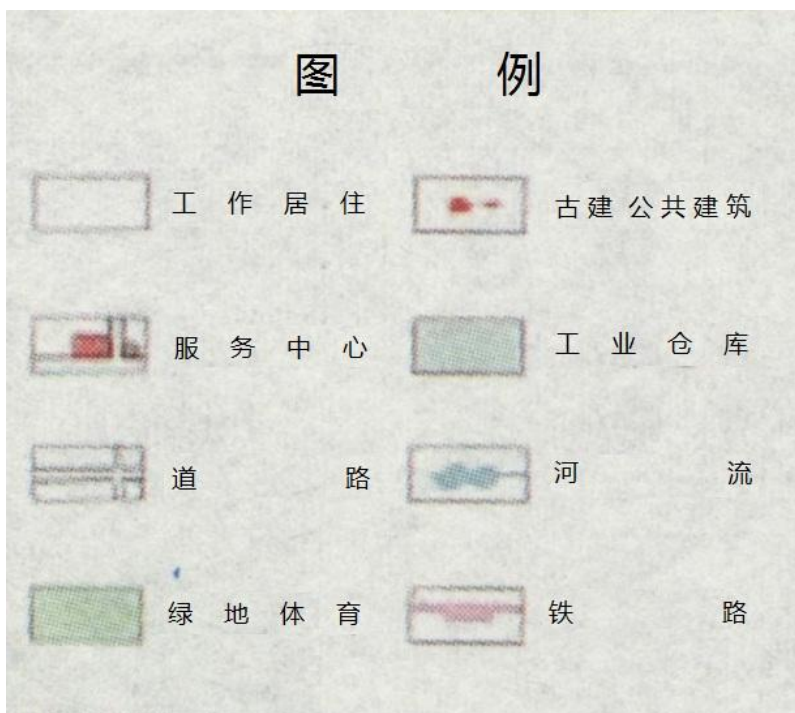 图 例
工作居住
古建 公共建筑
服务中心
工业仓库
道路
河流
绿地体育
铁路